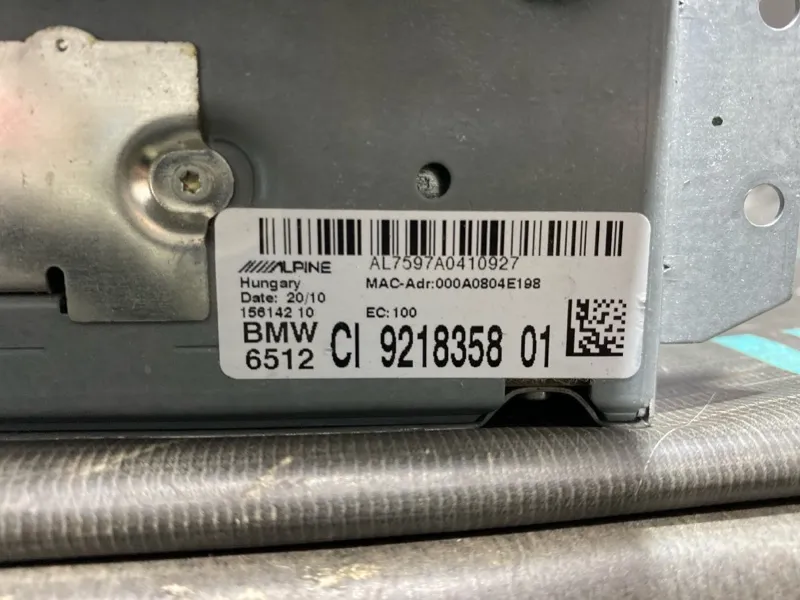 ALPINE AL7597A0410927
Hungary MAC-Adr:000A0804E198
Date: 20/10
156142 10 EC:100
BMW
6512 CI 9218358 01